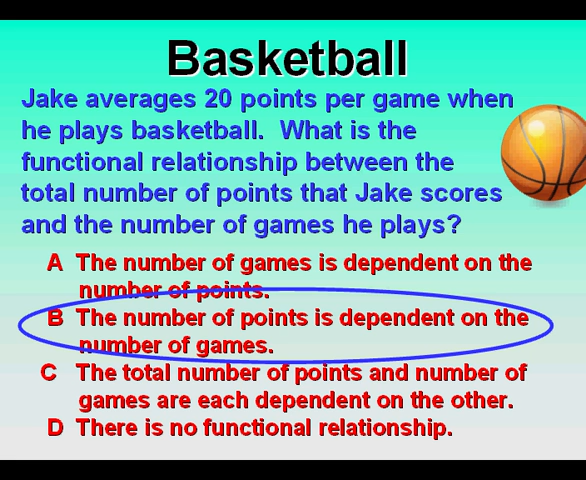 Basketball
Jake averages 20 points per game when
he plays basketball. What is the
functional relationship between the
total number of points that Jake scores
and the number of games he plays?
A The number of games is dependent on the
number of points.
B The number of points is dependent on the
number of games.
C The total number of points and number of
games are each dependent on the other.
D There is no functional relationship.